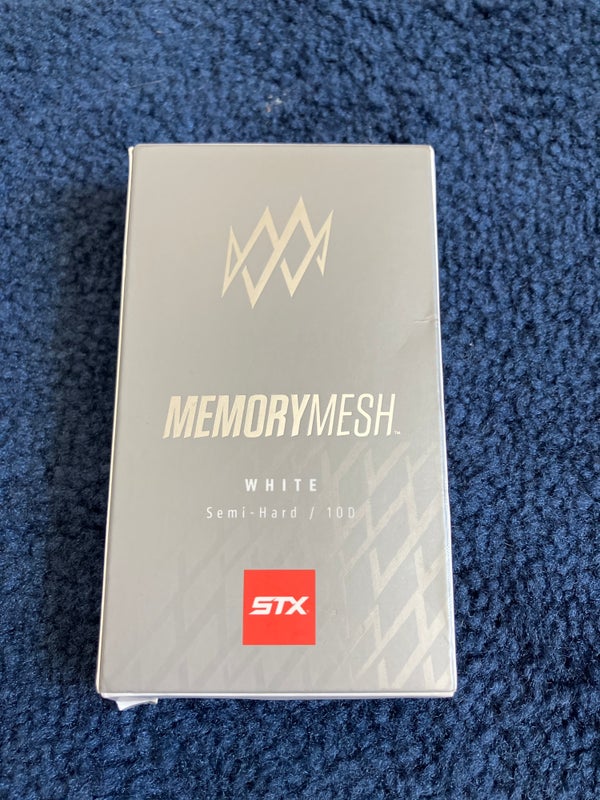 MEMORYMESH™
WHITE
Semi-Hard / 10D
STX